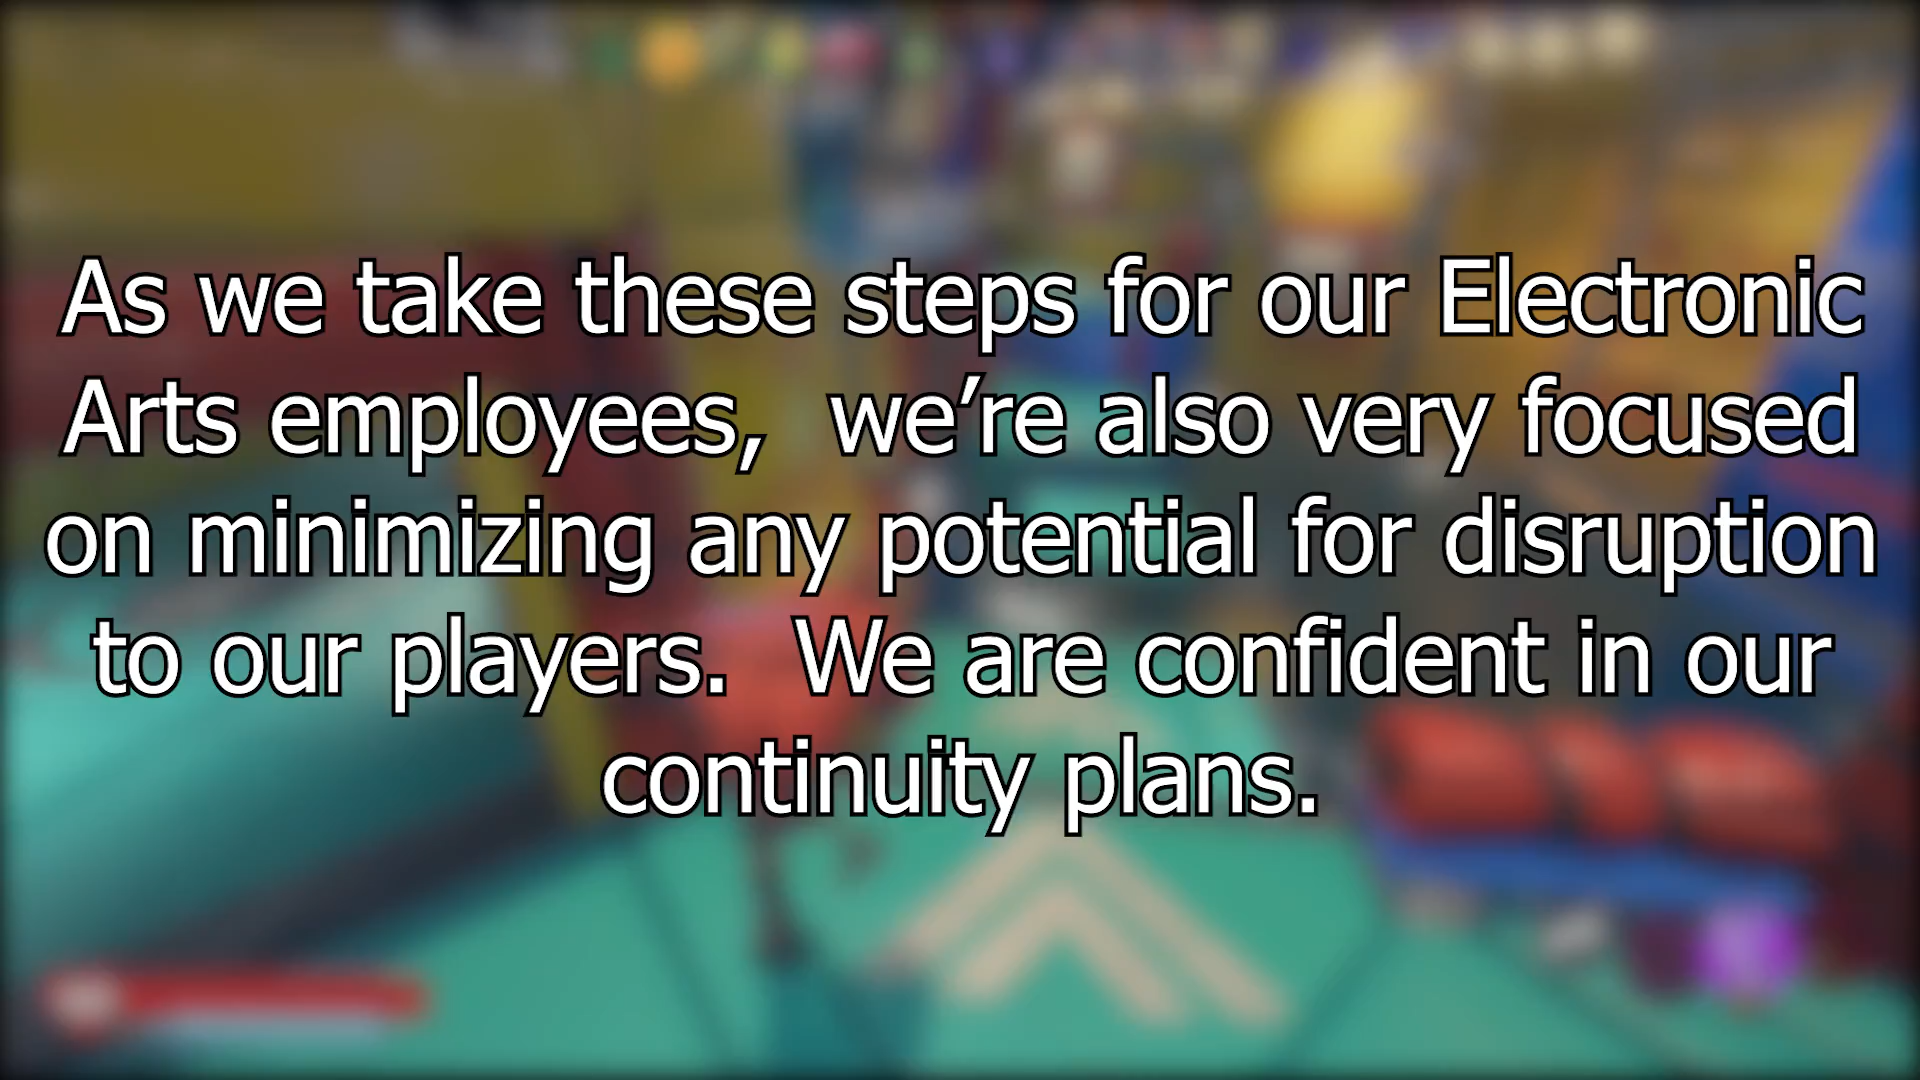 As we take these steps for our Electronic
Arts employees,  we’re also very focused
on minimizing any potential for disruption
to our players.  We are confident in our
continuity plans.